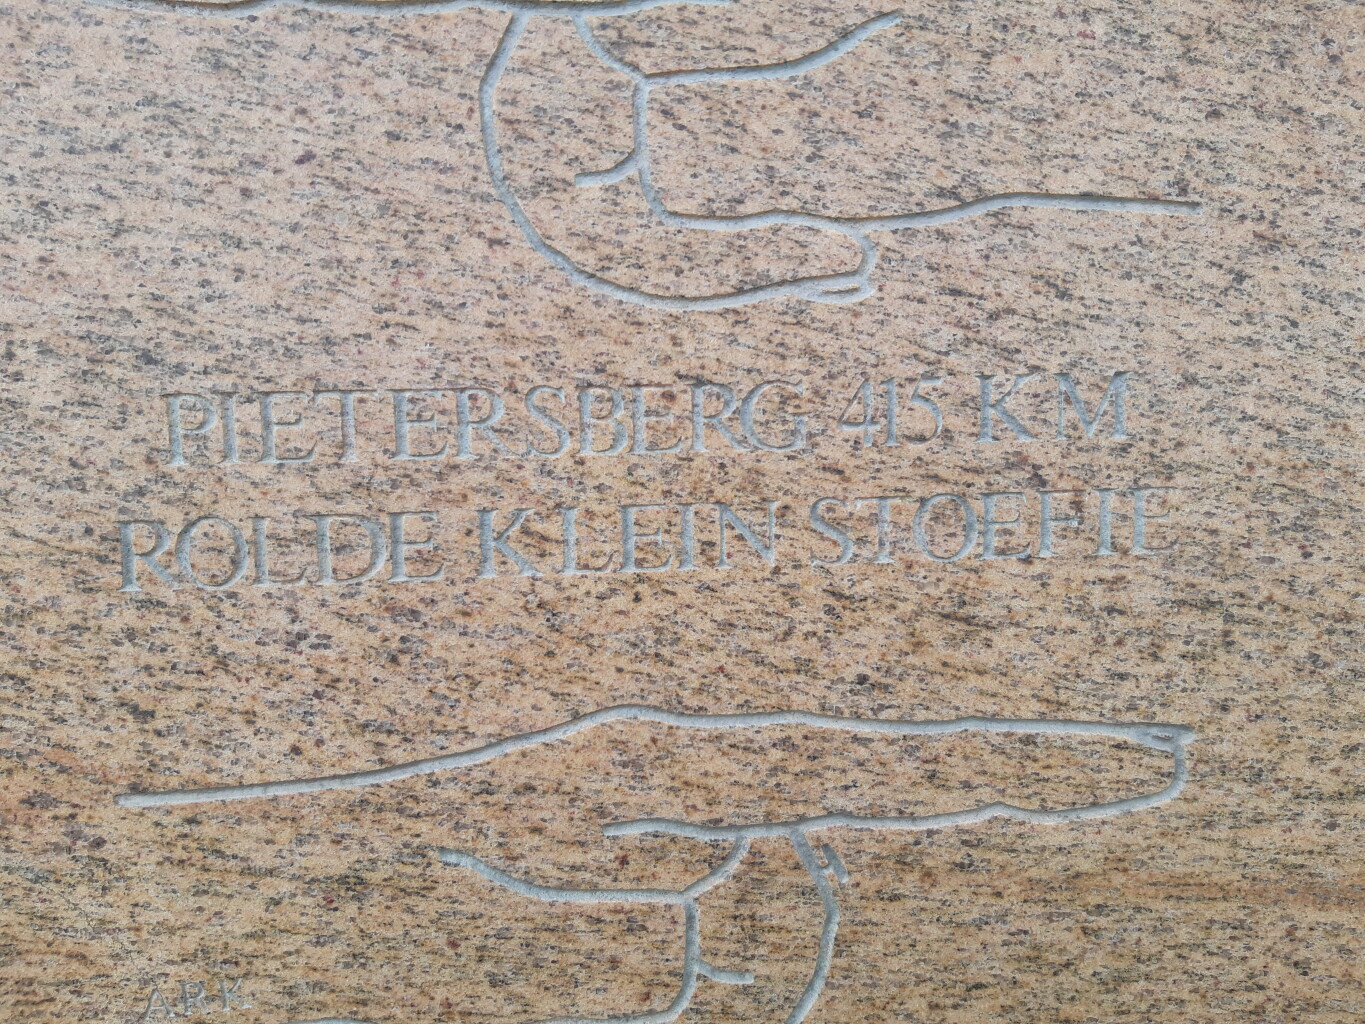 PIETERSBERG 415 KM
ROLDE KLEIN STOEFIE
A.R.K.